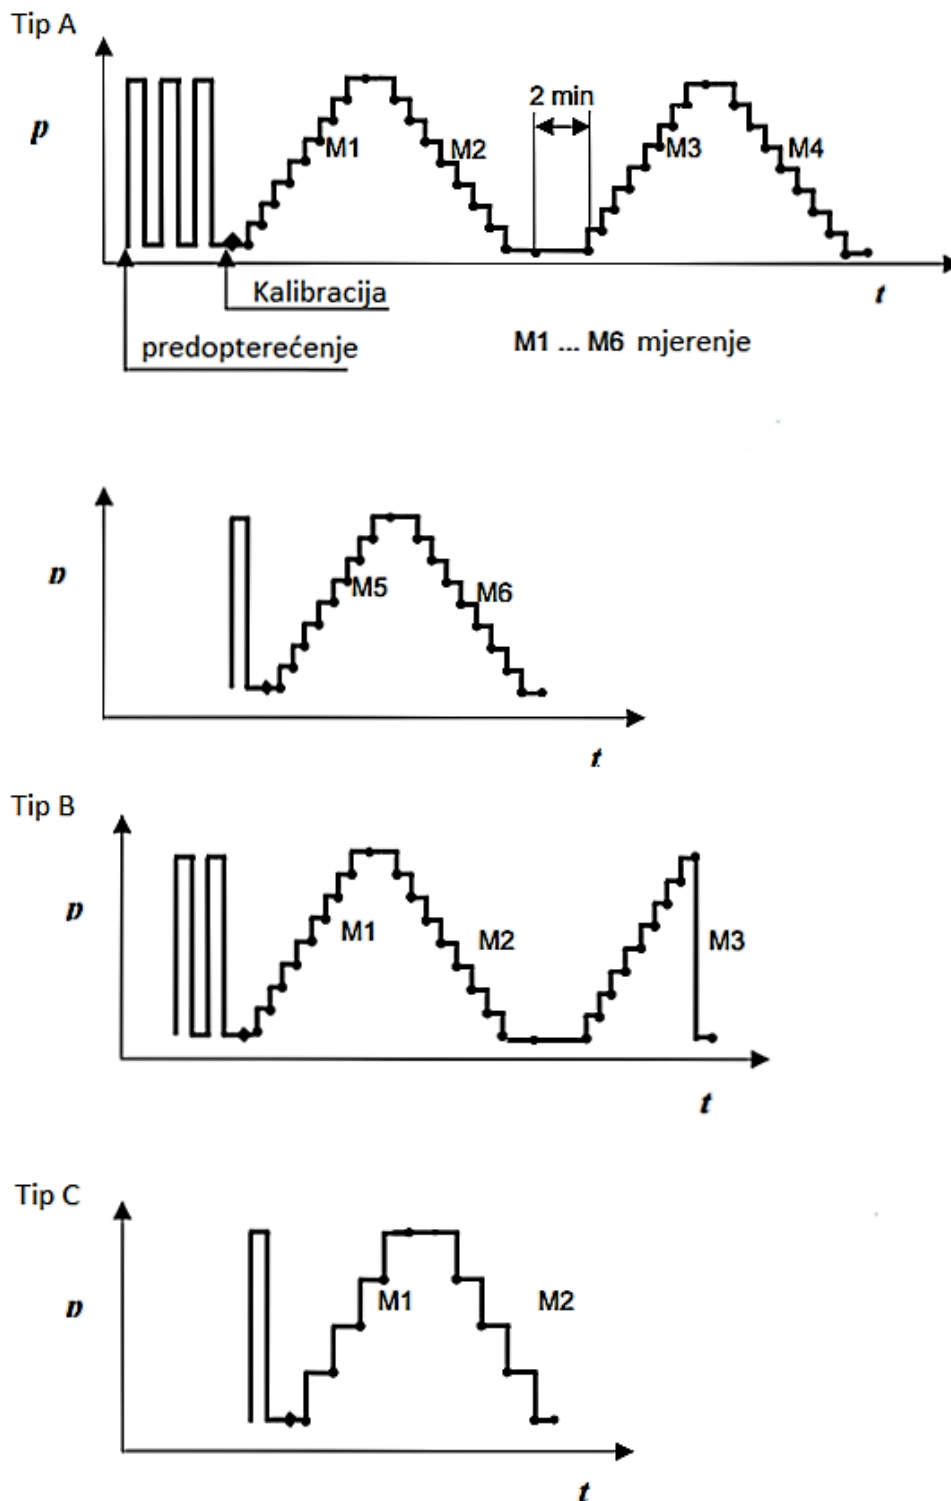 Tip A
2 min
p
M1
M2
M3
M4
Kalibracija
t
predopterećenje
M1 ... M6 mjerenje
p
M5
M6
t
Tip B
p
M1
M2
M3
t
Tip C
p
M1
M2
t